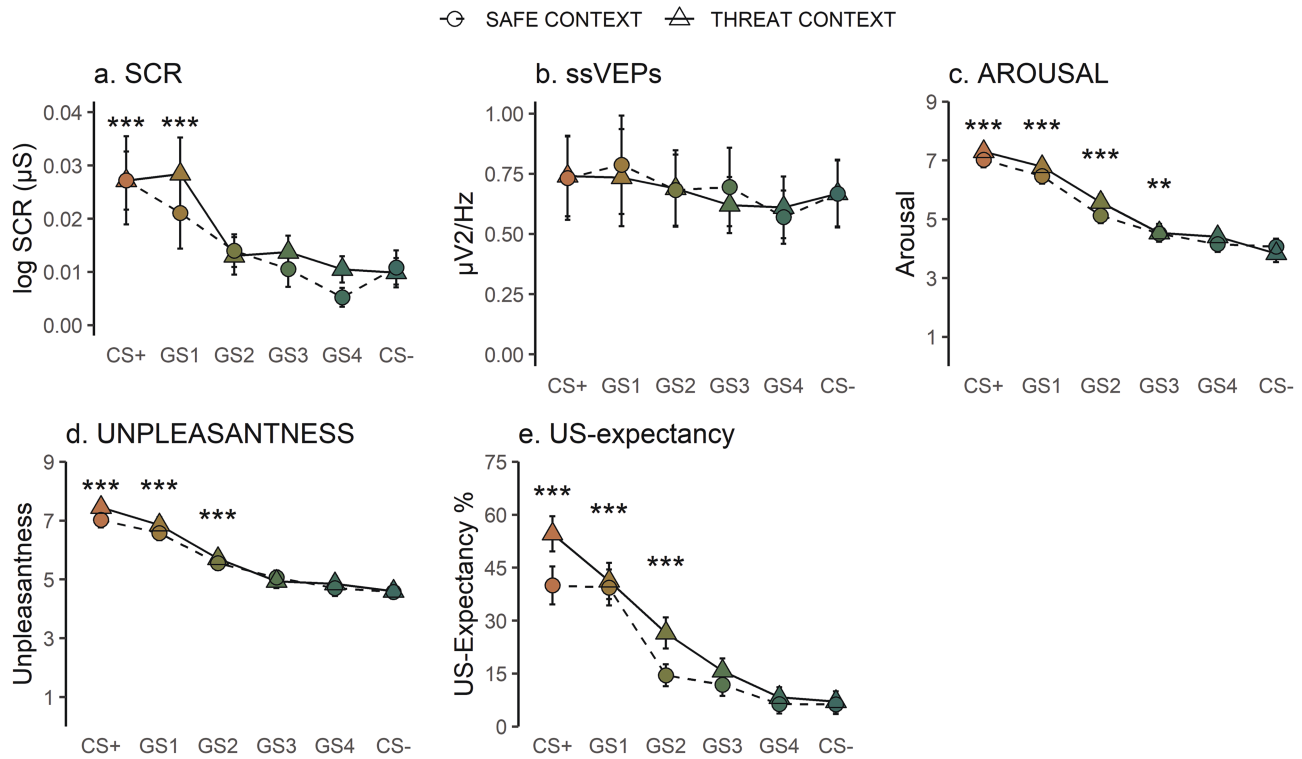 SAFE CONTEXT THREAT CONTEXT
a. SCR
log SCR (µS)
0.04
0.03
0.02
0.01
0.00
*** ***
CS+ GS1 GS2 GS3 GS4 CS-
b. ssVEPs
µV2/Hz
1.00
0.75
0.50
0.25
0.00
CS+ GS1 GS2 GS3 GS4 CS-
c. AROUSAL
Arousal
9
7
5
3
1
*** *** *** **
CS+ GS1 GS2 GS3 GS4 CS-
d. UNPLEASANTNESS
Unpleasantness
9
7
5
3
1
*** *** ***
CS+ GS1 GS2 GS3 GS4 CS-
e. US-expectancy
US-Expectancy %
75
60
45
30
15
0
*** *** ***
CS+ GS1 GS2 GS3 GS4 CS-